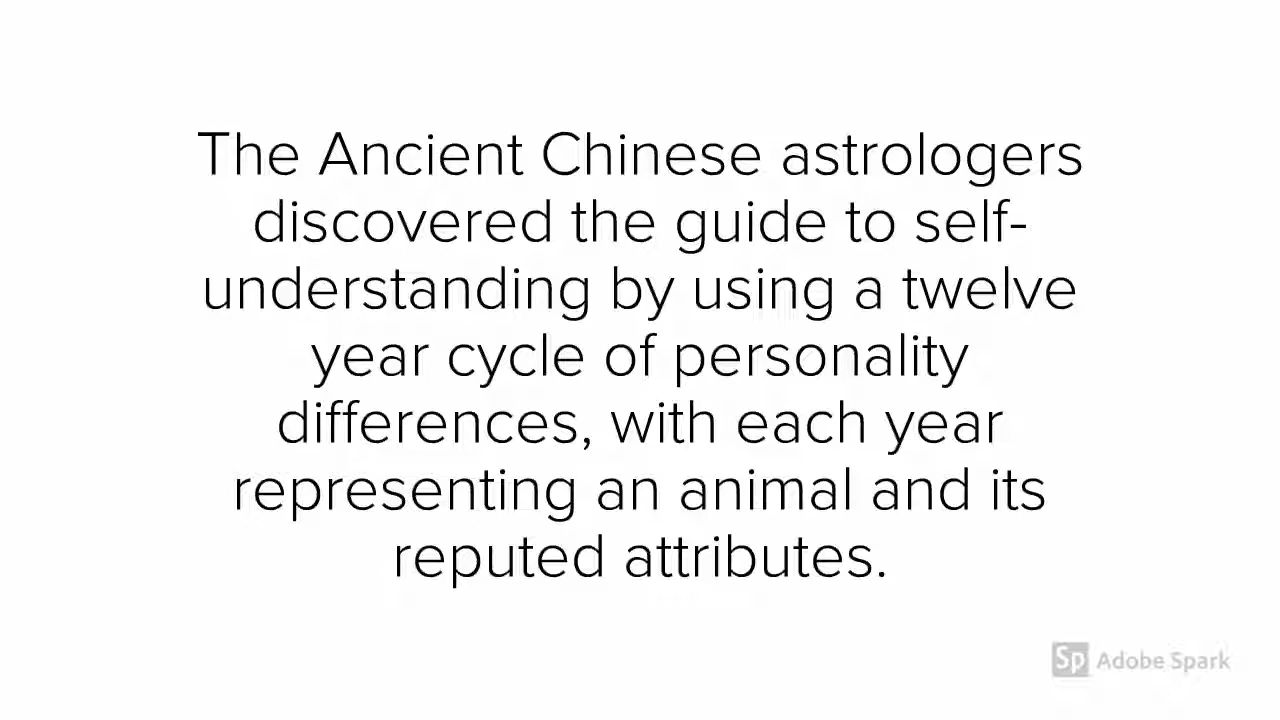 The Ancient Chinese astrologers
discovered the guide to self-
understanding by using a twelve
year cycle of personality
differences, with each year
representing an animal and its
reputed attributes.
Sp Adobe Spark